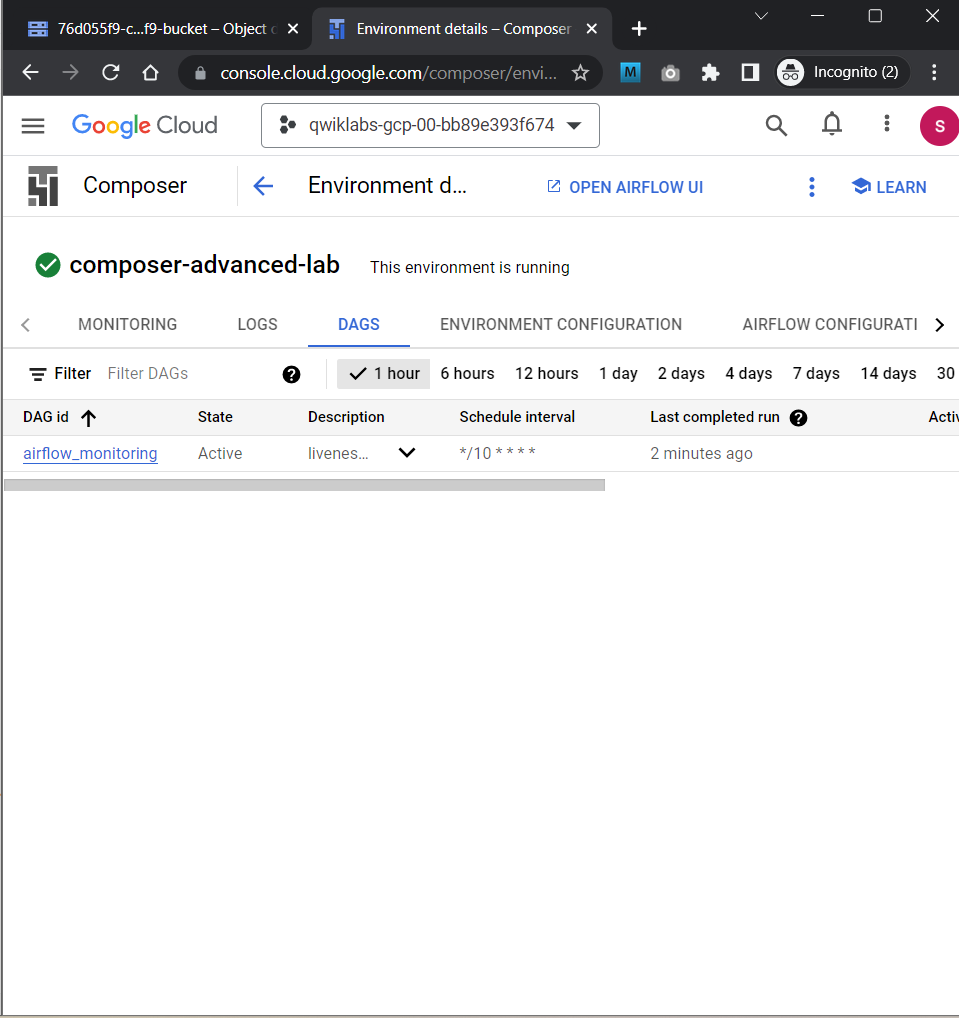 76d055f9-c...f9-bucket – Object
Environment details – Composer
console.cloud.google.com/composer/envi...
M
Incognito (2)
Google Cloud
qwiklabs-gcp-00-bb89e393f674
S
Composer
Environment d...
OPEN AIRFLOW UI
LEARN
composer-advanced-lab
This environment is running
MONITORING
LOGS
DAGS
ENVIRONMENT CONFIGURATION
AIRFLOW CONFIGURATI
Filter
Filter DAGs
?
1 hour
6 hours
12 hours
1 day
2 days
4 days
7 days
14 days
30
DAG id
State
Description
Schedule interval
Last completed run
?
Activ
airflow_monitoring
Active
livenes...
*/10 * * * *
2 minutes ago